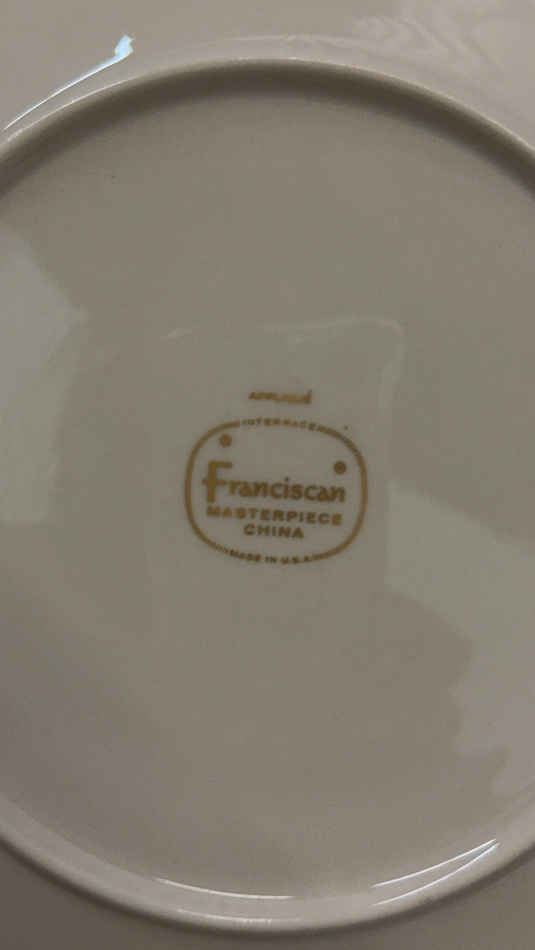 INTERPACE
Franciscan
MASTERPIECE
CHINA
MADE IN U.S.A.